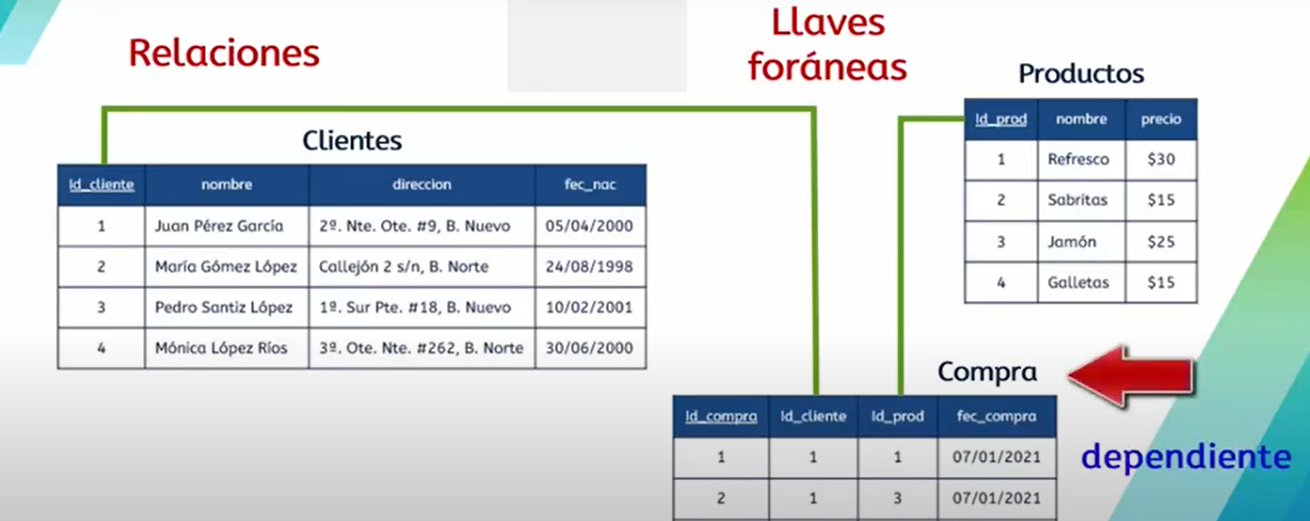 Relaciones
Llaves
foráneas
Productos
Id_prod nombre precio
1 Refresco $30
2 Sabritas $15
3 Jamón $25
4 Galletas $15
Clientes
Id_cliente nombre direccion fec_nac
1 Juan Pérez García 2ª. Nte. Ote. #9, B. Nuevo 05/04/2000
2 María Gómez López Callejón 2 s/n, B. Norte 24/08/1998
3 Pedro Santiz López 1ª. Sur Pte. #18, B. Nuevo 10/02/2001
4 Mónica López Ríos 3ª. Ote. Nte. #262, B. Norte 30/06/2000
Compra
Id_compra Id_cliente Id_prod fec_compra
1 1 1 07/01/2021
2 1 3 07/01/2021
dependiente